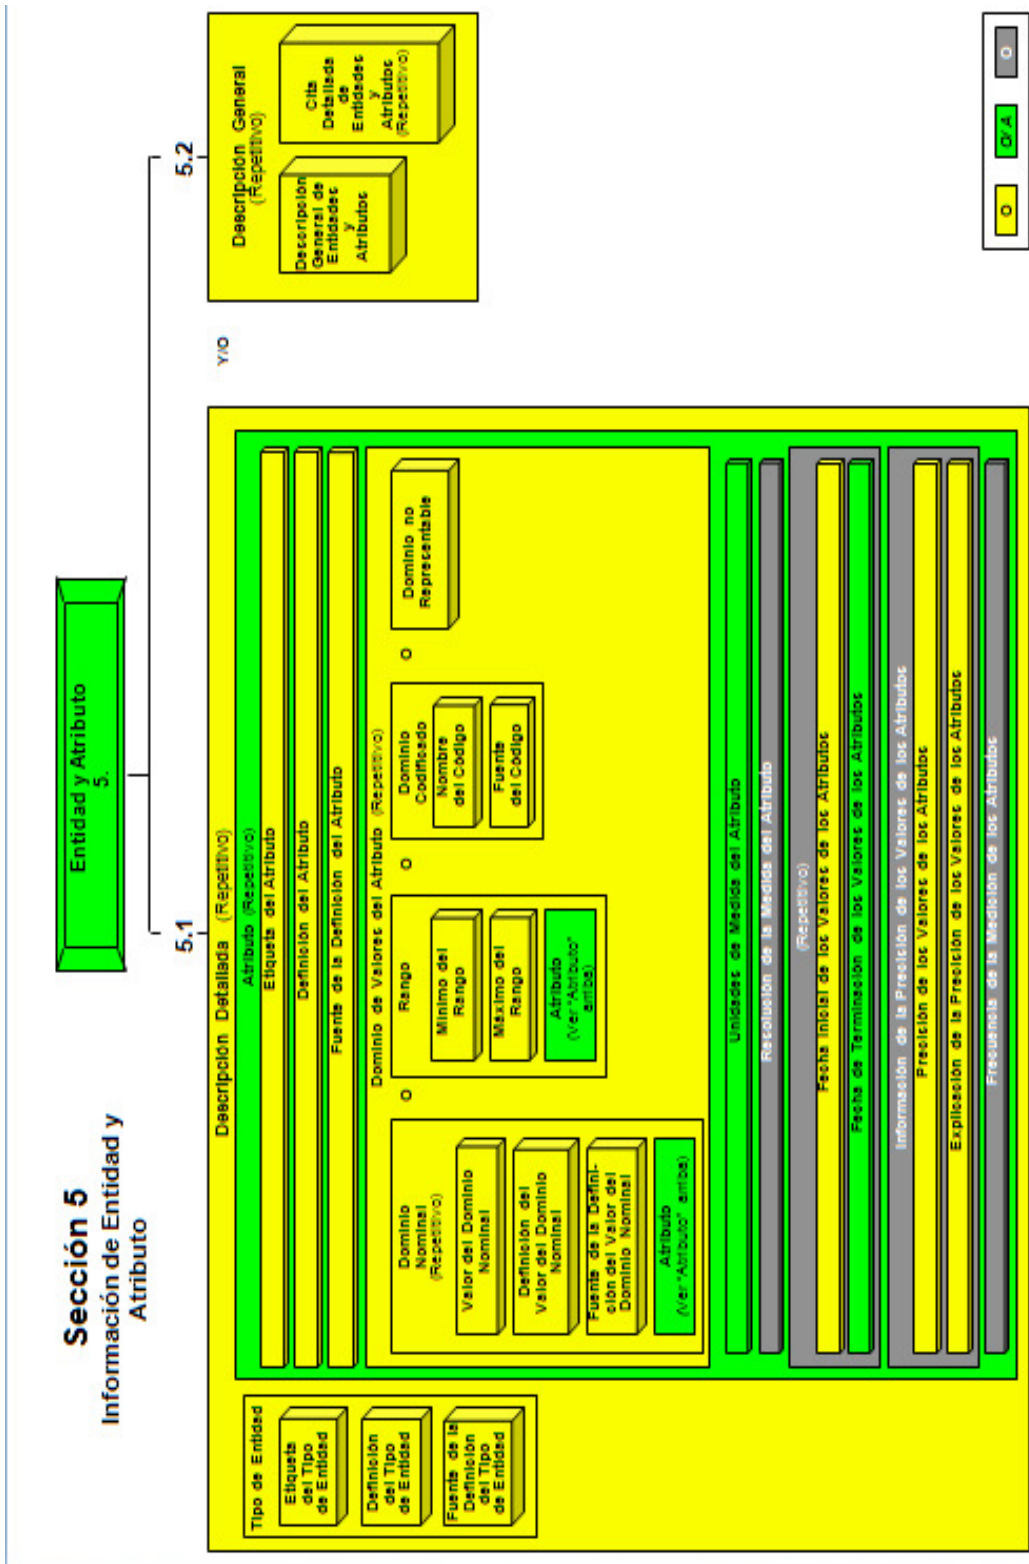 Sección 5
Información de Entidad y
Atributo
Entidad y Atributo
5.
5.1
5.2
Descripción Detallada (Repetitivo)
Tipo de Entidad
Etiqueta
del Tipo
de Entidad
Definición
del Tipo
de Entidad
Fuente de la
Definición
del Tipo
de Entidad
Atributo (Repetitivo)
Etiqueta del Atributo
Definición del Atributo
Fuente de la Definición del Atributo
Dominio de Valores del Atributo (Repetitivo)
Dominio
Nominal
(Repetitivo)
Valor del Dominio
Nominal
Definición del
Valor del Dominio
Nominal
Fuente de la Defini-
ción del Valor del
Dominio Nominal
Atributo
(Ver "Atributo" arriba)
O
Rango
Mínimo del
Rango
Máximo del
Rango
Atributo
(Ver "Atributo"
arriba)
O
Dominio
Codificado
Nombre
del Código
Fuente
del Código
O
Dominio no
Representable
Unidades de Medida del Atributo
Resolución de la Medida del Atributo
(Repetitivo)
Fecha Inicial de los Valores de los Atributos
Fecha de Terminación de los Valores de los Atributos
Información de la Precisión de los Valores de los Atributos
Precisión de los Valores de los Atributos
Explicación de la Precisión de los Valores de los Atributos
Frecuencia de la Medición de los Atributos
Y/O
Descripción General
(Repetitivo)
Descripción
General de
Entidades
y
Atributos
Cita
Detallada
de
Entidades
y
Atributos
(Repetitivo)
O
O/A
O